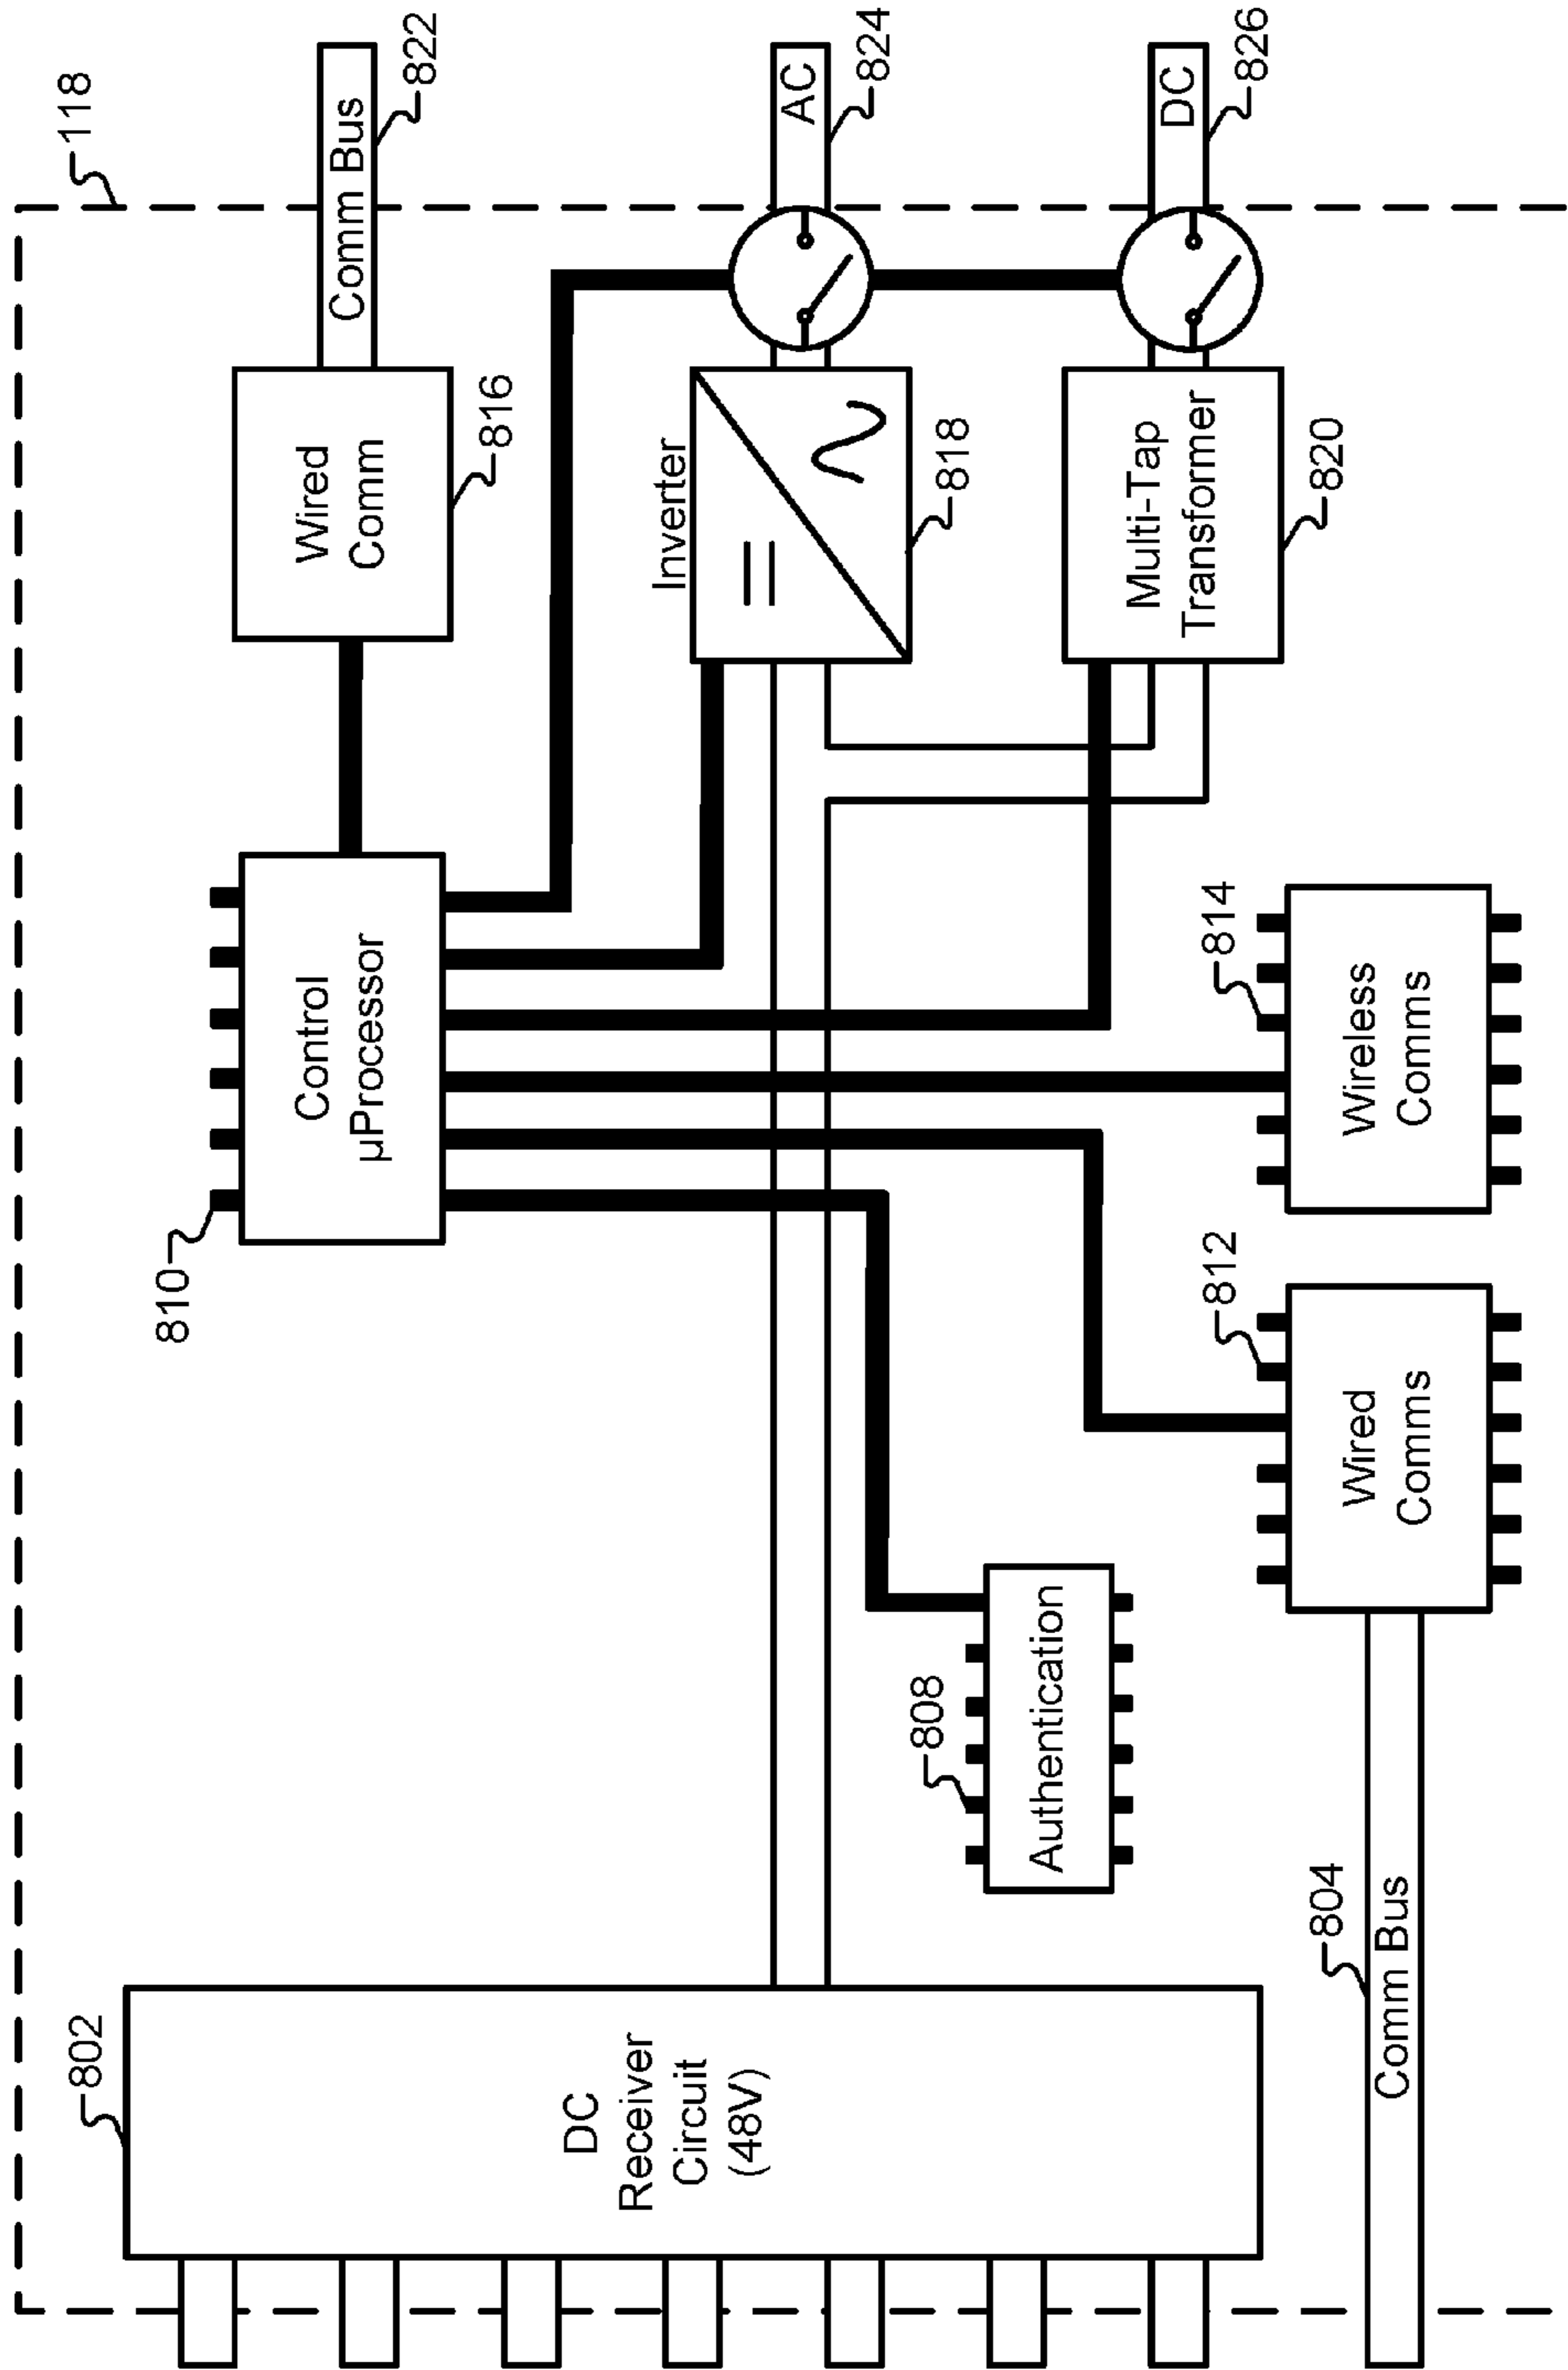 118
802
DC
Receiver
Circuit
(48V)
810
Control
µProcessor
Wired
Comm
816
Comm Bus
822
Inverter
818
AC
824
Multi-Tap
Transformer
820
DC
826
808
Authentication
804
Comm Bus
812
Wired
Comms
814
Wireless
Comms